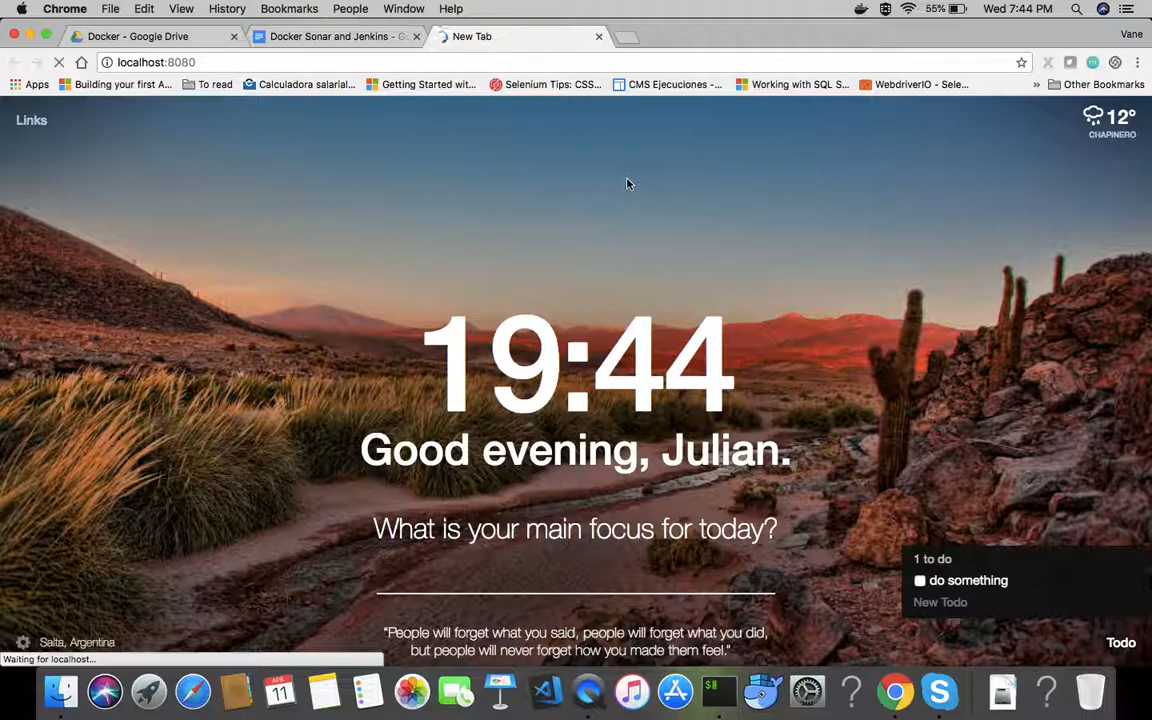 Chrome File Edit View History Bookmarks People Window Help 55% Wed 7:44 PM
Docker - Google Drive Docker Sonar and Jenkins - Go New Tab Vane
localhost:8080
Apps Building your first A... To read Calculadora salarial... Getting Started wit... Selenium Tips: CSS... CMS Ejecuciones -... Working with SQL S... WebdriverIO - Sele... » Other Bookmarks
Links
12°
CHAPINERO
19:44
Good evening, Julian.
What is your main focus for today?
1 to do
do something
New Todo
"People will forget what you said, people will forget what you did,
but people will never forget how you made them feel."
Salta, Argentina
Todo
Waiting for localhost...
APR
11